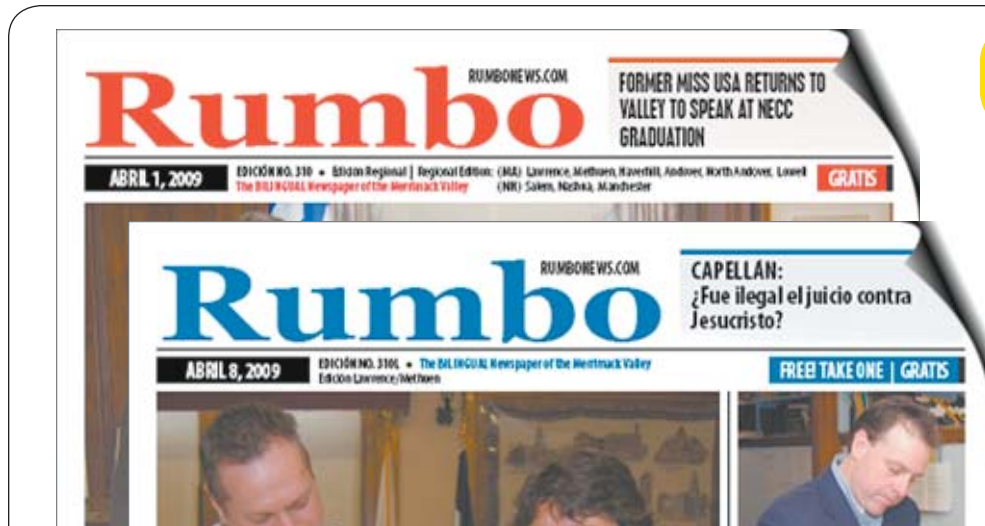 RUMBONEWS.COM
Rumbo
FORMER MISS USA RETURNS TO
VALLEY TO SPEAK AT NECC
GRADUATION
ABRIL 1, 2009
EDICIÓN NO. 310 • Edición Regional | Regional Edition: (MA) Lawrence, Methuen, Haverhill, Andover, North Andover, Lowell
The BILINGUAL Newspaper of the Merrimack Valley (NH) Salem, Nashua, Manchester
GRATIS
RUMBONEWS.COM
Rumbo
CAPELLÁN:
¿Fue ilegal el juicio contra
Jesucristo?
ABRIL 8, 2009
EDICIÓN NO. 310L • The BILINGUAL Newspaper of the Merrimack Valley
Edición Lawrence/Methuen
FREE! TAKE ONE | GRATIS